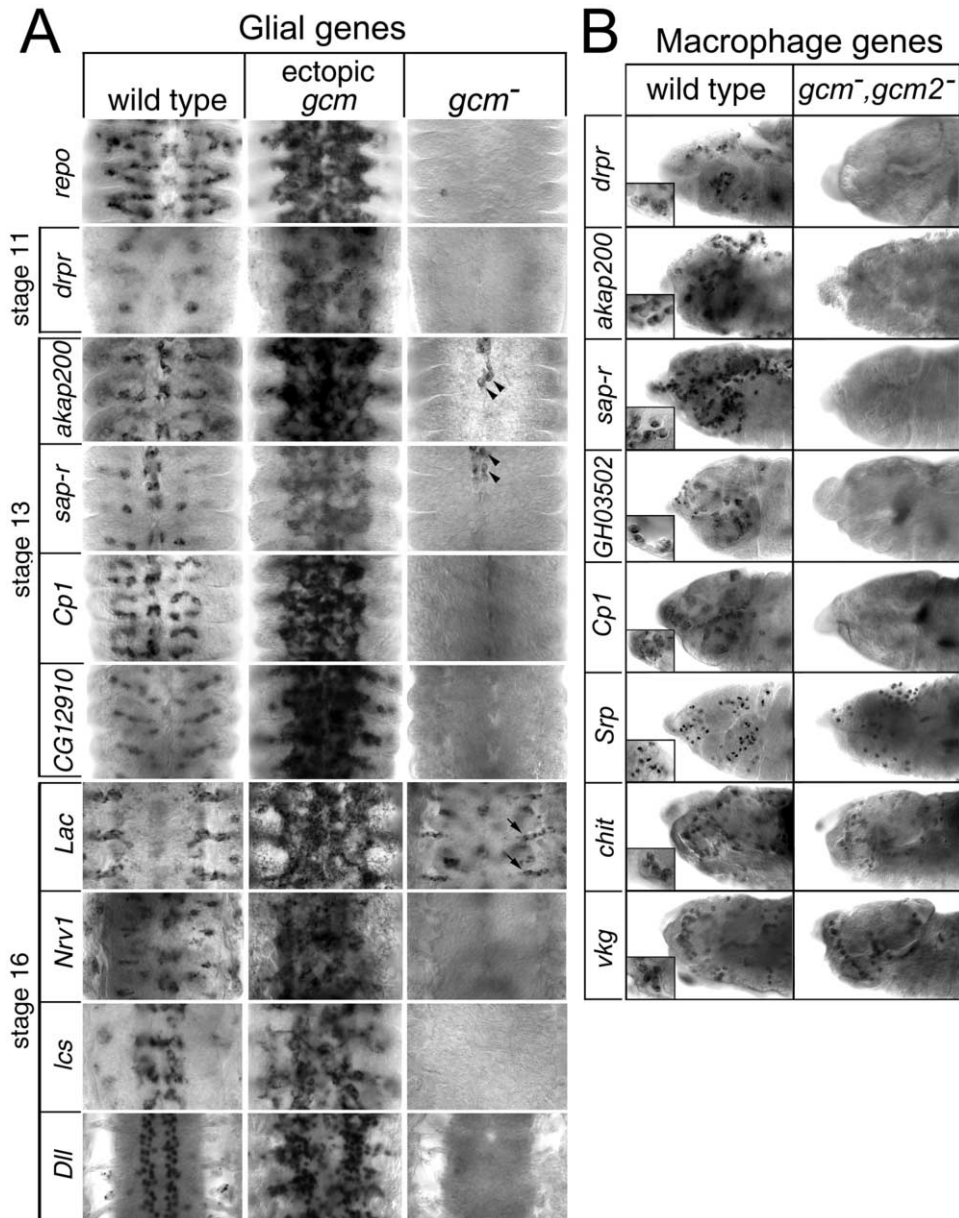 A
Glial genes
wild type
ectopic
gcm
gcm⁻
repo
stage 11
drpr
stage 13
akap200
sap-r
Cp1
CG12910
stage 16
Lac
Nrv1
Ics
Dll
B
Macrophage genes
wild type
gcm⁻,gcm2⁻
drpr
akap200
sap-r
GH03502
Cp1
Srp
chit
vkg